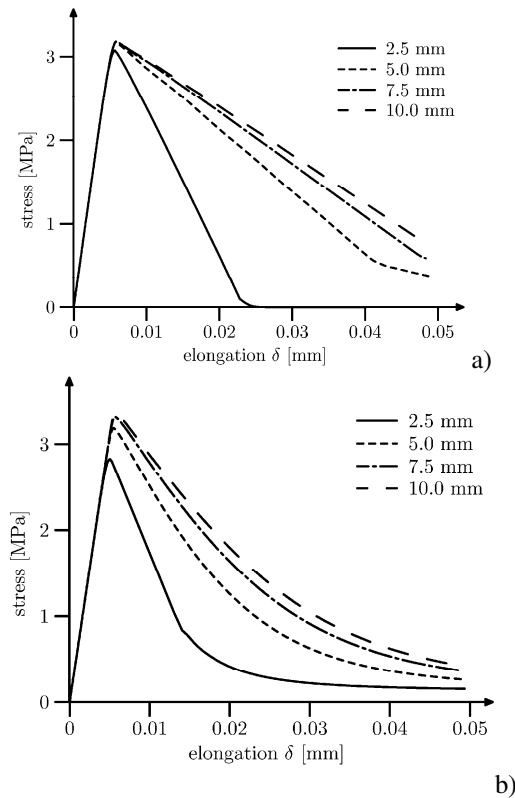 3
2
1
0
stress [MPa]
2.5 mm
5.0 mm
7.5 mm
10.0 mm
0 0.01 0.02 0.03 0.04 0.05
elongation δ [mm]
a)
3
2
1
0
stress [MPa]
2.5 mm
5.0 mm
7.5 mm
10.0 mm
0 0.01 0.02 0.03 0.04 0.05
elongation δ [mm]
b)